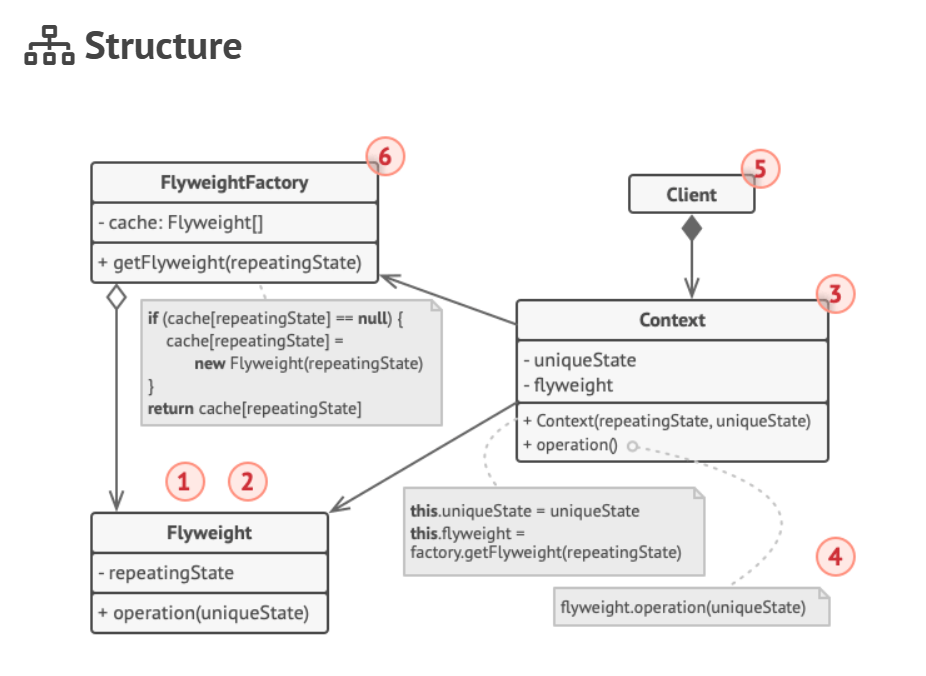 Structure
6
FlyweightFactory
- cache: Flyweight[]
+ getFlyweight(repeatingState)
if (cache[repeatingState] == null) {
cache[repeatingState] =
new Flyweight(repeatingState)
}
return cache[repeatingState]
5
Client
3
Context
- uniqueState
- flyweight
+ Context(repeatingState, uniqueState)
+ operation()
1
2
Flyweight
- repeatingState
+ operation(uniqueState)
this.uniqueState = uniqueState
this.flyweight =
factory.getFlyweight(repeatingState)
4
flyweight.operation(uniqueState)